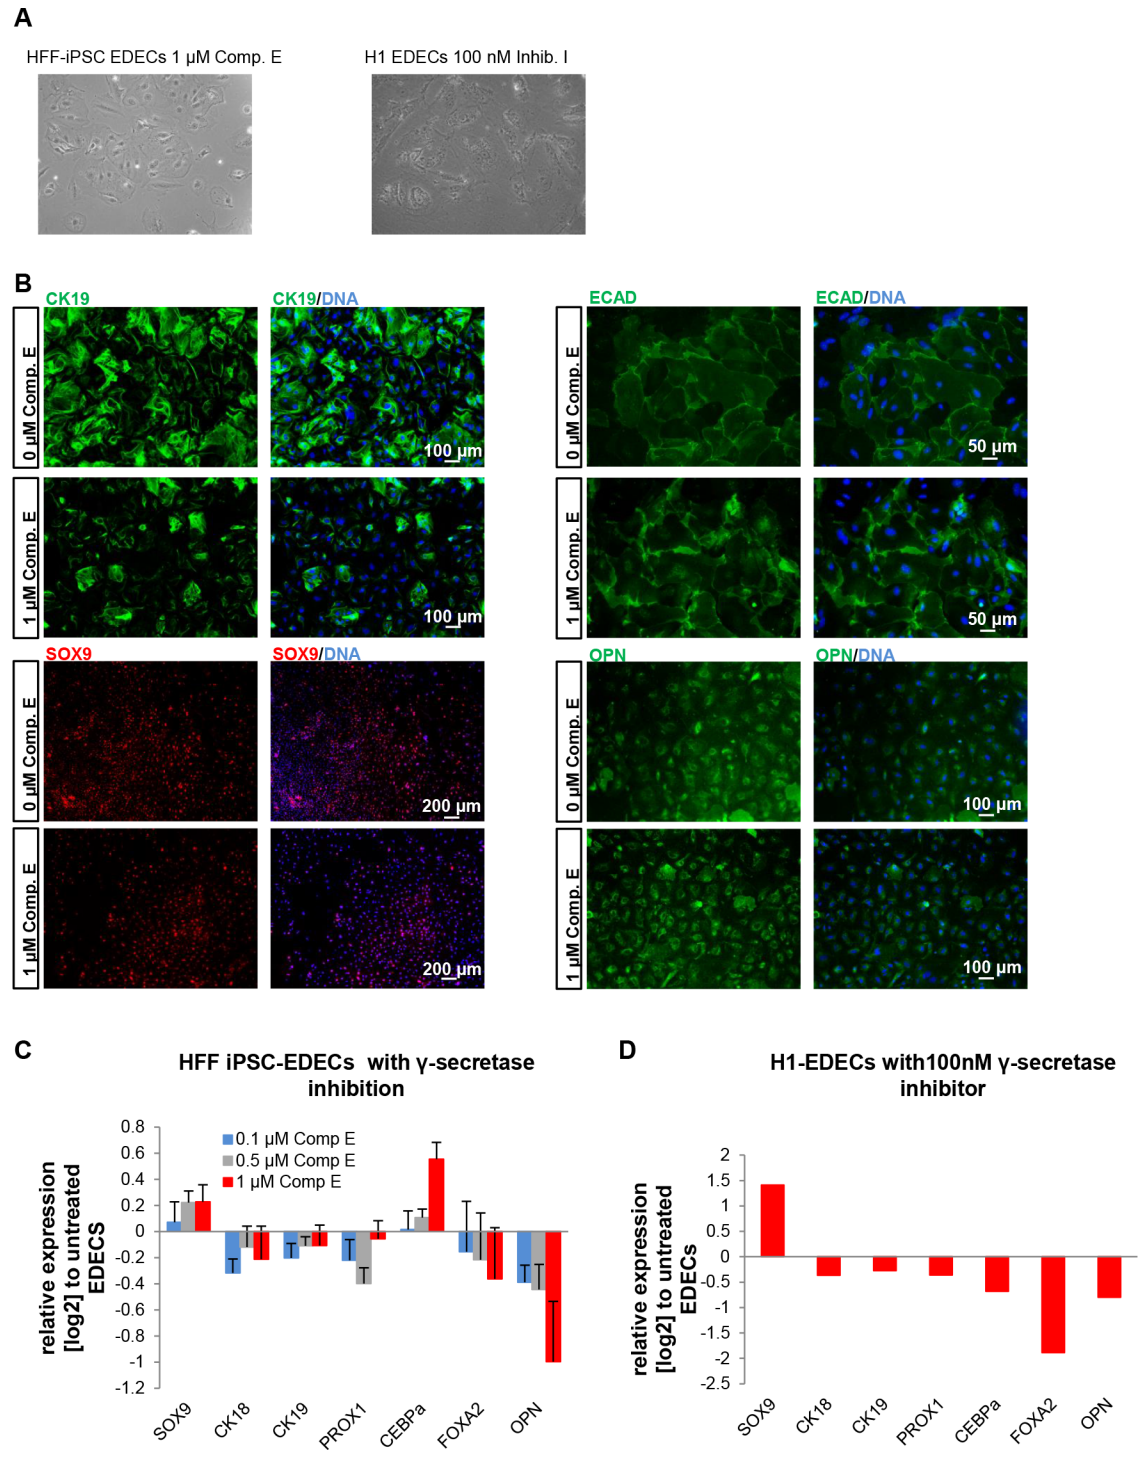 A
HFF-iPSC EDECs 1 µM Comp. E
H1 EDECs 100 nM Inhib. I
B
CK19
CK19/DNA
ECAD
ECAD/DNA
0 µM Comp. E
100 µm
0 µM Comp. E
50 µm
1 µM Comp. E
100 µm
1 µM Comp. E
50 µm
SOX9
SOX9/DNA
OPN
OPN/DNA
0 µM Comp. E
200 µm
0 µM Comp. E
100 µm
1 µM Comp. E
200 µm
1 µM Comp. E
100 µm
C
HFF iPSC-EDECs with γ-secretase
inhibition
relative expression
[log2] to untreated
EDECS
0.8
0.6
0.4
0.2
0
-0.2
-0.4
-0.6
-0.8
-1
-1.2
0.1 µM Comp E
0.5 µM Comp E
1 µM Comp E
SOX9
CK18
CK19
PROX1
CEBPa
FOXA2
OPN
D
H1-EDECs with100nM γ-secretase
inhibitor
relative expression
[log2] to untreated
EDECs
2
1.5
1
0.5
0
-0.5
-1
-1.5
-2
-2.5
SOX9
CK18
CK19
PROX1
CEBPa
FOXA2
OPN